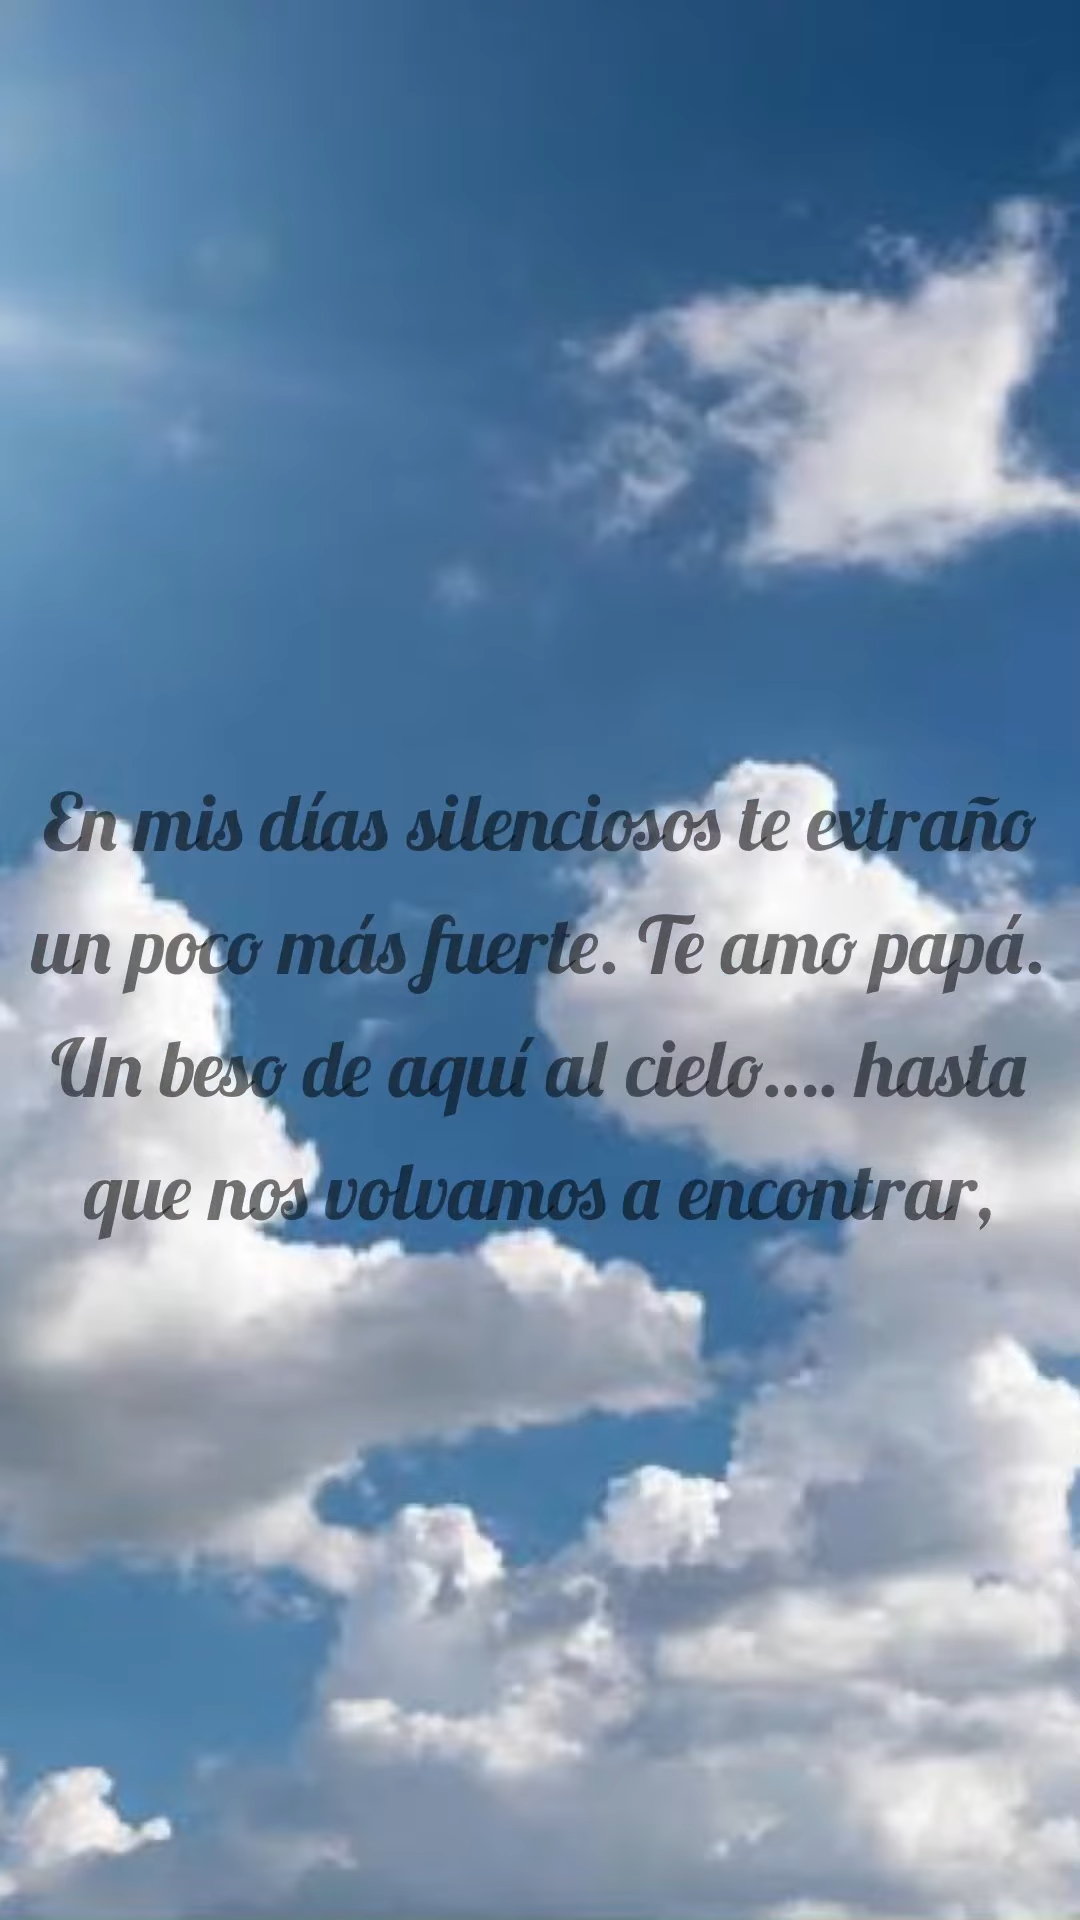 En mis días silenciosos te extraño
un poco más fuerte. Te amo papá.
Un beso de aquí al cielo.... hasta
que nos volvamos a encontrar,